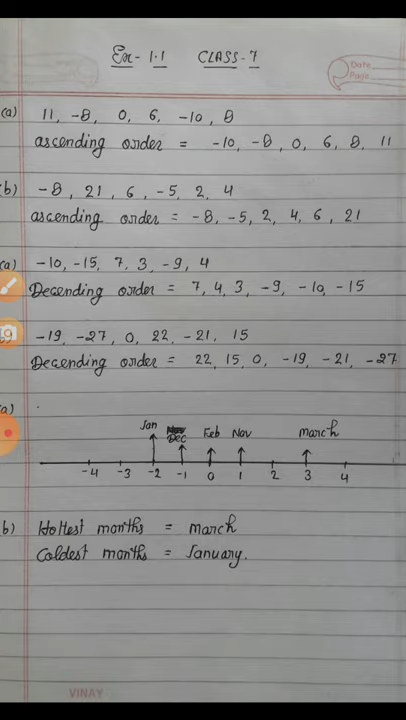 Ex-1.1 CLASS-7
Date
Page
(a) 11, -8, 0, 6, -10, 8
ascending order = -10, -8, 0, 6, 8, 11
b) -8, 21, 6, -5, 2, 4
ascending order = -8, -5, 2, 4, 6, 21
(a) -10, -15, 7, 3, -9, 4
Decending order = 7, 4, 3, -9, -10, -15
-19, -27, 0, 22, -21, 15
Decending order = 22, 15, 0, -19, -21, -27
a)
Jan Dec Feb Nov march
-4 -3 -2 -1 0 1 2 3 4
b) Hottest months = march
Coldest months = January.
VINAY